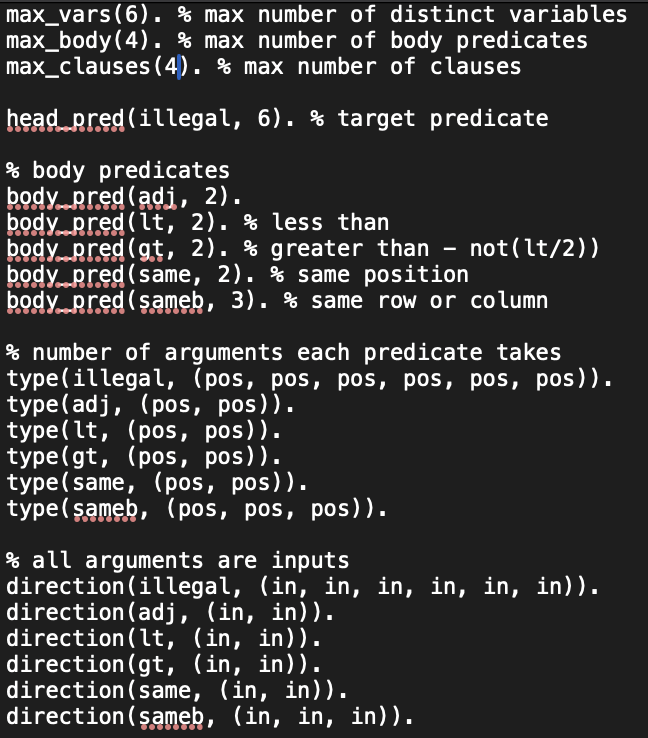 max_vars(6). % max number of distinct variables
max_body(4). % max number of body predicates
max_clauses(4). % max number of clauses
head_pred(illegal, 6). % target predicate
% body predicates
body_pred(adj, 2).
body_pred(lt, 2). % less than
body_pred(gt, 2). % greater than – not(lt/2))
body_pred(same, 2). % same position
body_pred(sameb, 3). % same row or column
% number of arguments each predicate takes
type(illegal, (pos, pos, pos, pos, pos, pos)).
type(adj, (pos, pos)).
type(lt, (pos, pos)).
type(gt, (pos, pos)).
type(same, (pos, pos)).
type(sameb, (pos, pos, pos)).
% all arguments are inputs
direction(illegal, (in, in, in, in, in, in)).
direction(adj, (in, in)).
direction(lt, (in, in)).
direction(gt, (in, in)).
direction(same, (in, in)).
direction(sameb, (in, in, in)).